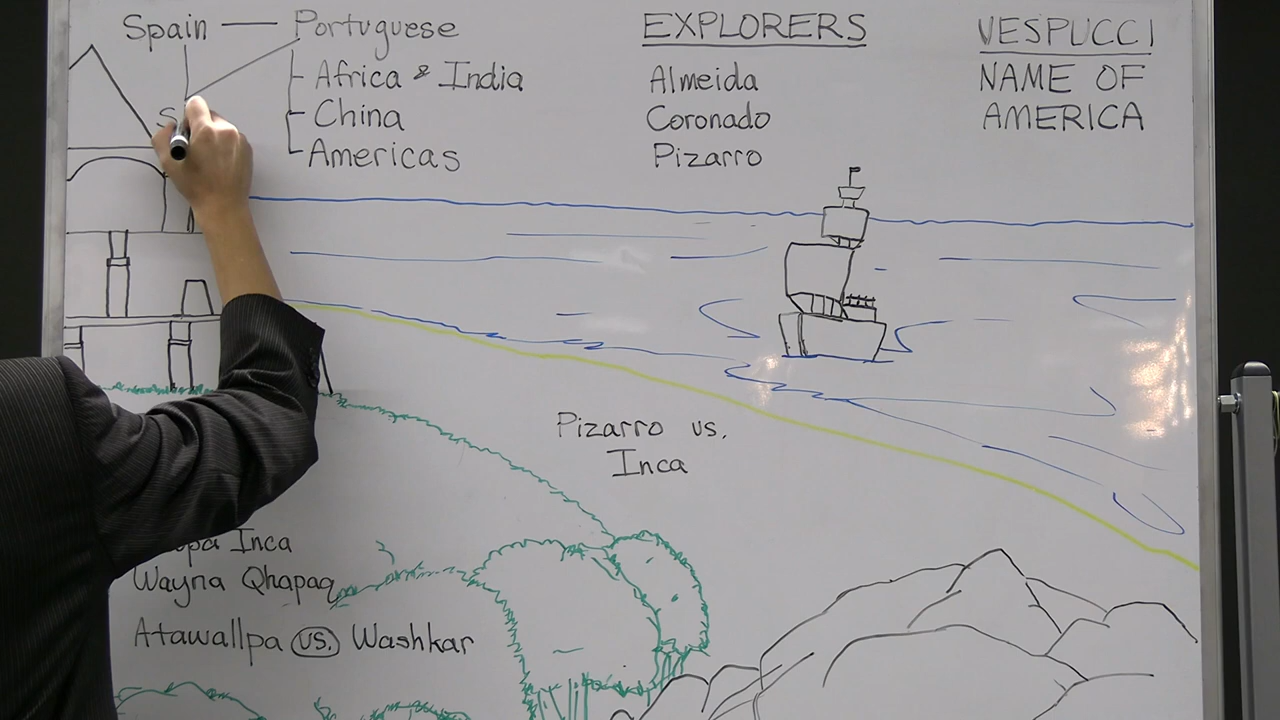 Spain — Portuguese
Africa & India
China
Americas
EXPLORERS
Almeida
Coronado
Pizarro
VESPUCCI
NAME OF
AMERICA
Pizarro vs.
Inca
Inca
Wayna Qhapaq
Atawallpa vs. Washkar